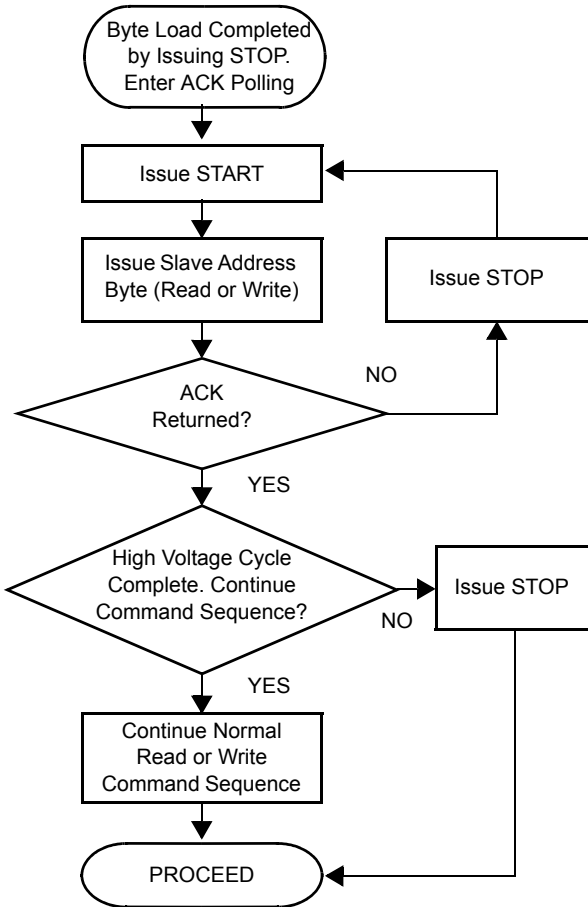 Byte Load Completed
by Issuing STOP.
Enter ACK Polling
Issue START
Issue Slave Address
Byte (Read or Write)
Issue STOP
ACK
Returned?
NO
YES
High Voltage Cycle
Complete. Continue
Command Sequence?
Issue STOP
NO
YES
Continue Normal
Read or Write
Command Sequence
PROCEED